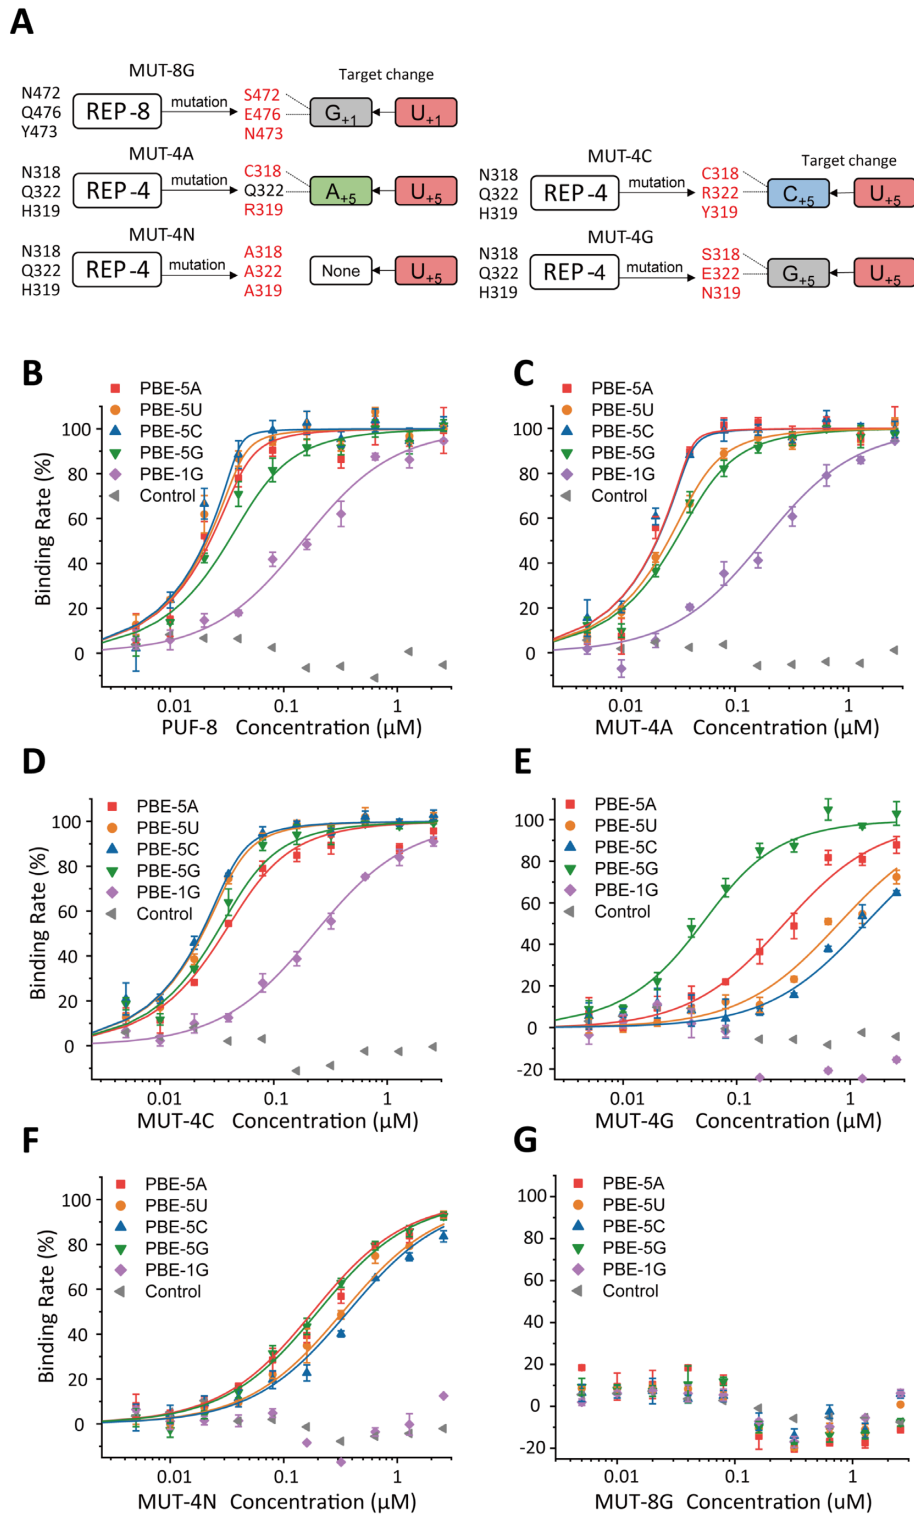 A
MUT-8G
Target change
N472
Q476
Y473
REP-8
mutation
S472
E476
N473
G+1
U+1
MUT-4A
N318
Q322
H319
REP-4
mutation
C318
Q322
R319
A+5
U+5
MUT-4N
N318
Q322
H319
REP-4
mutation
A318
A322
A319
None
U+5
MUT-4C
Target change
N318
Q322
H319
REP-4
mutation
C318
R322
Y319
C+5
U+5
MUT-4G
N318
Q322
H319
REP-4
mutation
S318
E322
N319
G+5
U+5
B
PBE-5A
PBE-5U
PBE-5C
PBE-5G
PBE-1G
Control
Binding Rate (%)
100
80
60
40
20
0
0.01 0.1 1
PUF-8 Concentration (μM)
C
PBE-5A
PBE-5U
PBE-5C
PBE-5G
PBE-1G
Control
100
80
60
40
20
0
0.01 0.1 1
MUT-4A Concentration (μM)
D
PBE-5A
PBE-5U
PBE-5C
PBE-5G
PBE-1G
Control
Binding Rate (%)
100
80
60
40
20
0
0.01 0.1 1
MUT-4C Concentration (μM)
E
PBE-5A
PBE-5U
PBE-5C
PBE-5G
PBE-1G
Control
100
80
60
40
20
0
-20
0.01 0.1 1
MUT-4G Concentration (μM)
F
PBE-5A
PBE-5U
PBE-5C
PBE-5G
PBE-1G
Control
Binding Rate (%)
100
80
60
40
20
0
0.01 0.1 1
MUT-4N Concentration (μM)
G
PBE-5A
PBE-5U
PBE-5C
PBE-5G
PBE-1G
Control
100
80
60
40
20
0
-20
0.01 0.1 1
MUT-8G Concentration (uM)